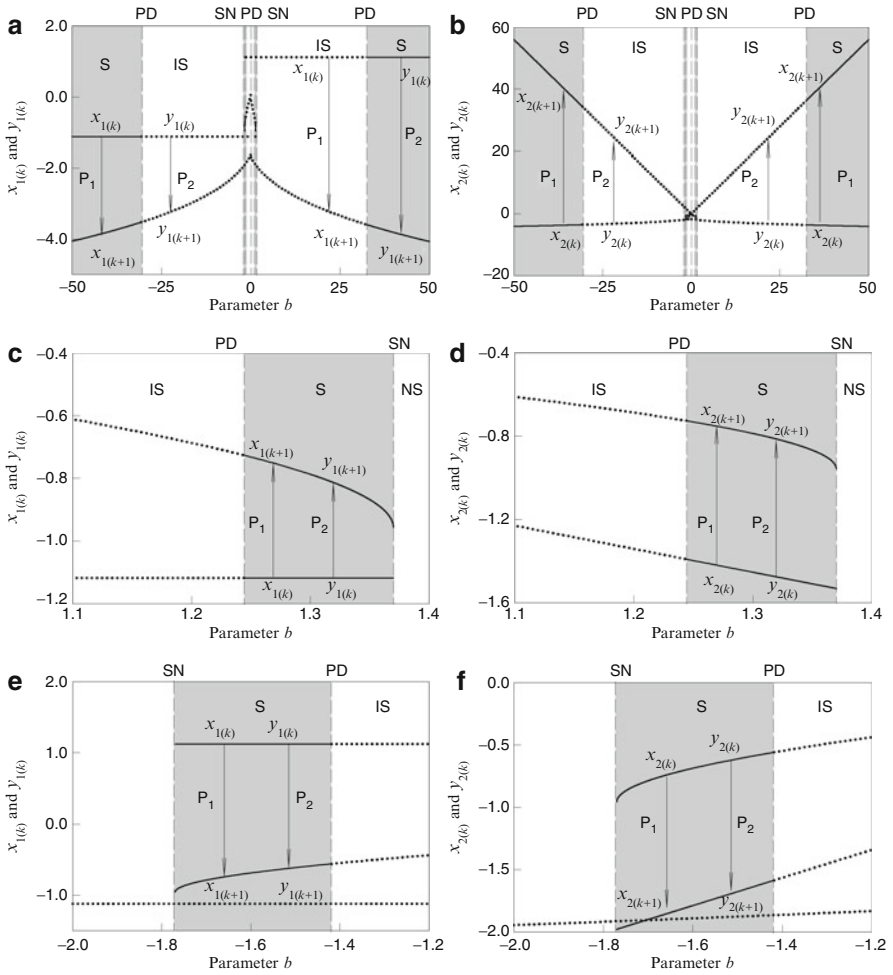 a
PD SN PD SN PD
S IS IS S
x1(k) y1(k) x1(k) y1(k)
P1 P2 P1 P2
x1(k+1) y1(k+1) x1(k+1) y1(k+1)
2.0
0.0
−2.0
−4.0
x1(k) and y1(k)
−50 −25 0 25 50
Parameter b
b
PD SN PD SN PD
S IS IS S
x2(k+1) y2(k+1) y2(k+1) x2(k+1)
P1 P2 P2 P1
x2(k) y2(k) y2(k) x2(k)
60
40
20
0
−20
x2(k) and y2(k)
−50 −25 0 25 50
Parameter b
c
PD SN
IS S NS
x1(k+1) y1(k+1)
P1 P2
x1(k) y1(k)
−0.4
−0.6
−0.8
−1.0
−1.2
x1(k) and y1(k)
1.1 1.2 1.3 1.4
Parameter b
d
PD SN
IS S NS
x2(k+1) y2(k+1)
P1 P2
x2(k) y2(k)
−0.4
−0.8
−1.2
−1.6
x2(k) and y2(k)
1.1 1.2 1.3 1.4
Parameter b
e
SN PD
S IS
x1(k) y1(k)
P1 P2
x1(k+1) y1(k+1)
2.0
1.0
0.0
−1.0
x1(k) and y1(k)
−2.0 −1.8 −1.6 −1.4 −1.2
Parameter b
f
SN PD
S IS
x2(k) y2(k)
P1 P2
x2(k+1) y2(k+1)
0.0
−0.5
−1.0
−1.5
−2.0
x2(k) and y2(k)
−2.0 −1.8 −1.6 −1.4 −1.2
Parameter b